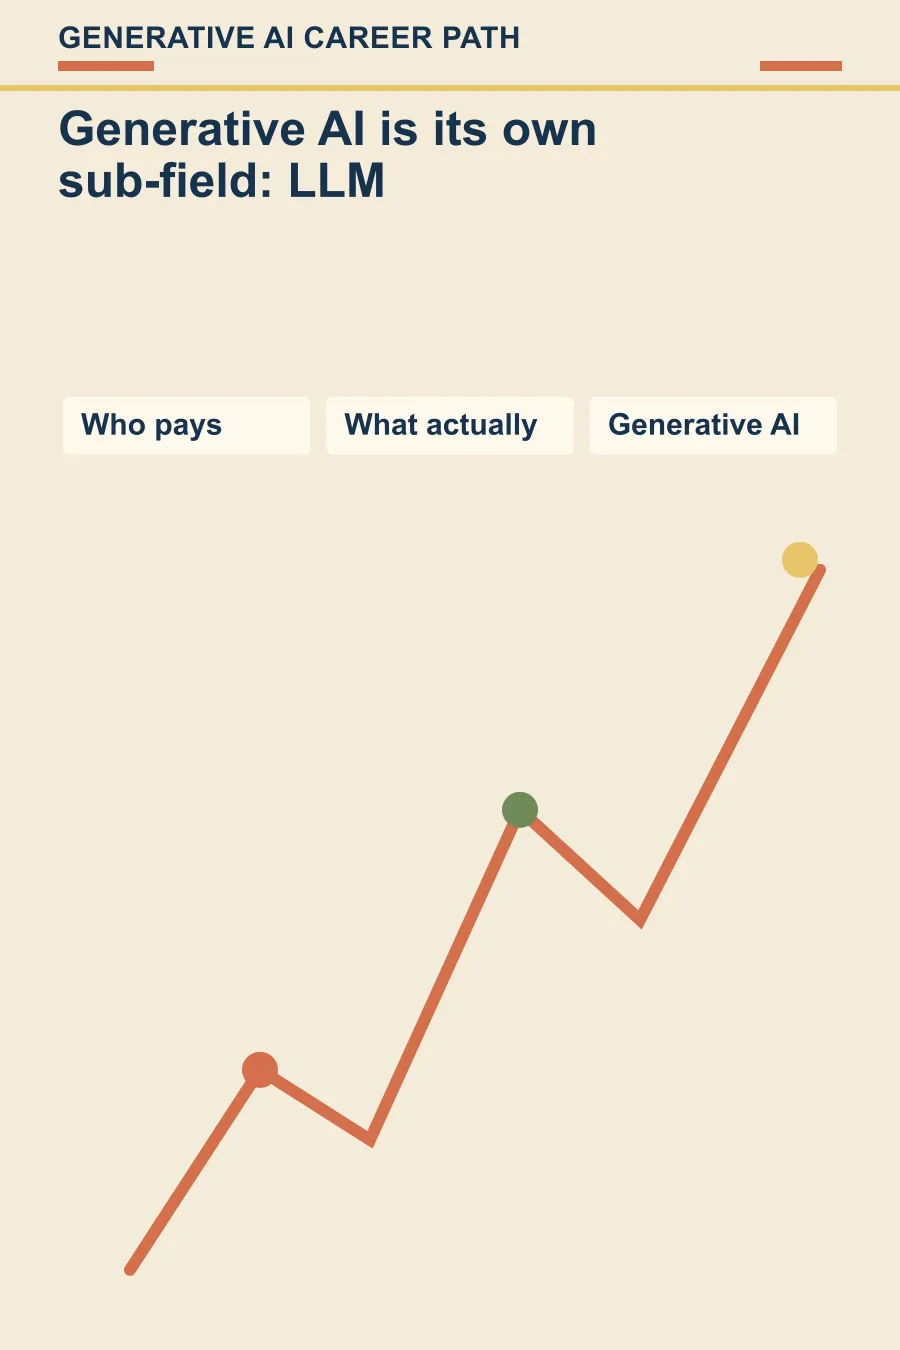 GENERATIVE AI CAREER PATH
Generative AI is its own
sub-field: LLM
Who pays
What actually
Generative AI